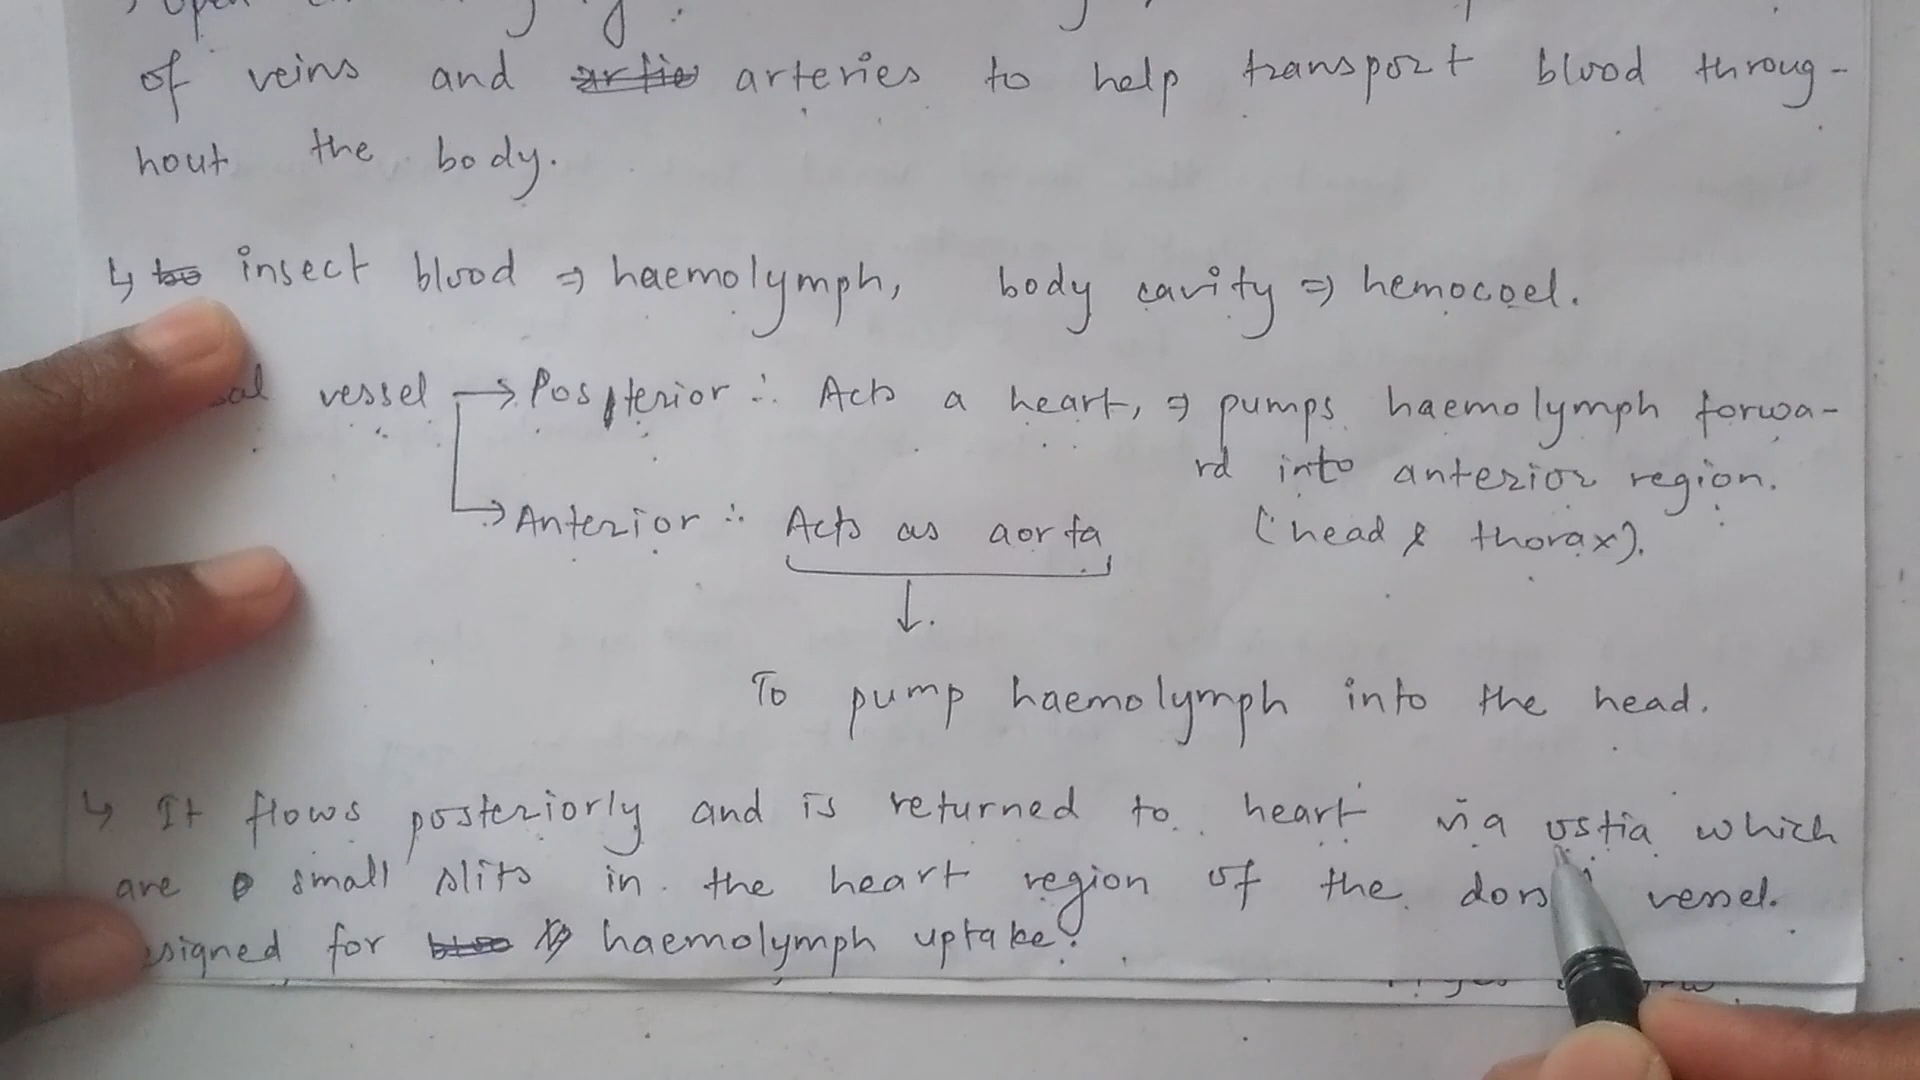 of veins and arteries to help transport blood throug-
hout the body.
↳ insect blood ⇒ haemolymph, body cavity ⇒ hemocoel.
vessel → Posterior : Acts a heart, ⇒ pumps haemolymph forwa-
rd into anterior region.
→ Anterior : Acts as aorta (head & thorax).
↓
To pump haemolymph into the head.
↳ It flows posteriorly and is returned to heart via ostia which
are small slits in the heart region of the vessel.
for haemolymph uptake.